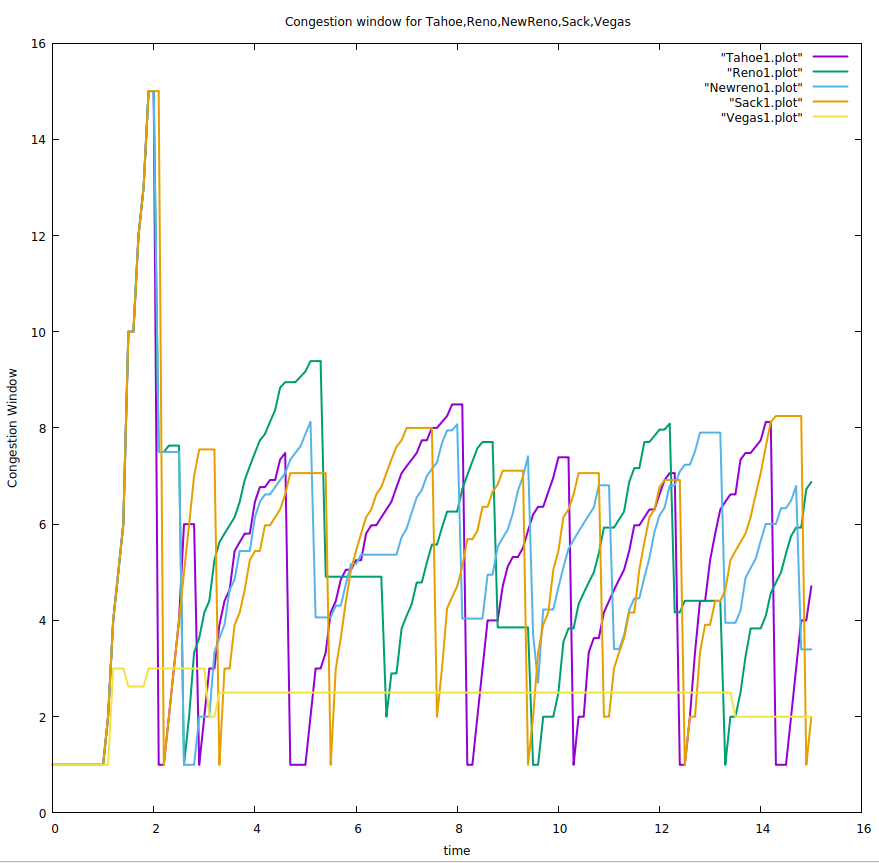 Congestion window for Tahoe,Reno,NewReno,Sack,Vegas
16
14
12
10
8
6
4
2
0
Congestion Window
"Tahoe1.plot"
"Reno1.plot"
"Newreno1.plot"
"Sack1.plot"
"Vegas1.plot"
0 2 4 6 8 10 12 14 16
time